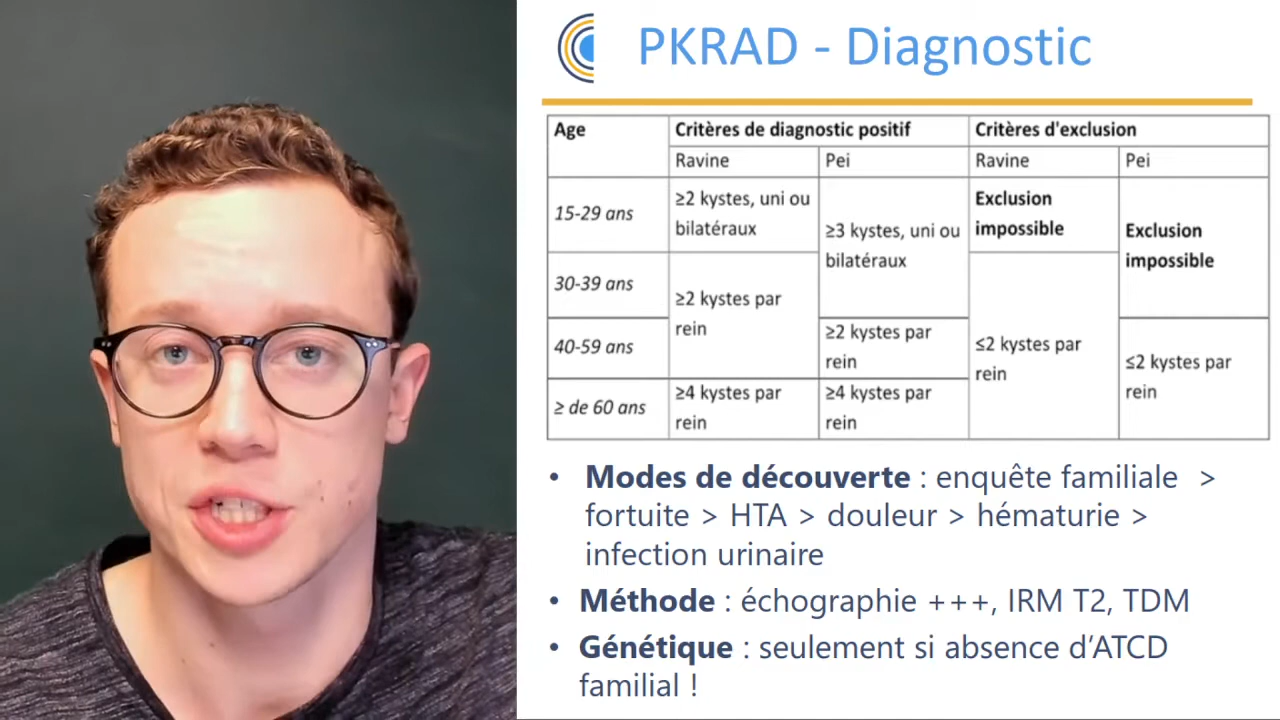 PKRAD - Diagnostic
Age
Critères de diagnostic positif
Critères d'exclusion
Ravine
Pei
Ravine
Pei
15-29 ans
≥2 kystes, uni ou
bilatéraux
≥3 kystes, uni ou
bilatéraux
Exclusion
impossible
Exclusion
impossible
30-39 ans
≥2 kystes par
rein
40-59 ans
≥2 kystes par
rein
≤2 kystes par
rein
≤2 kystes par
rein
≥ de 60 ans
≥4 kystes par
rein
≥4 kystes par
rein
• Modes de découverte : enquête familiale >
fortuite > HTA > douleur > hématurie >
infection urinaire
• Méthode : échographie +++, IRM T2, TDM
• Génétique : seulement si absence d’ATCD
familial !